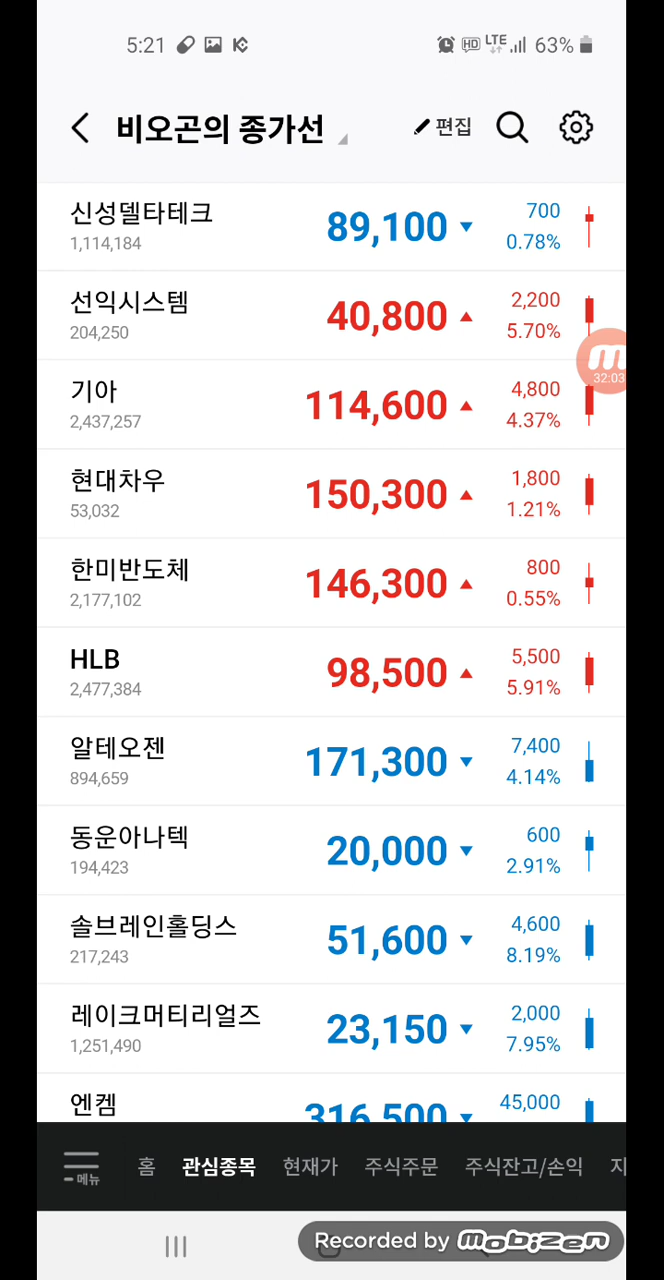 5:21 HD LTE 63%
비오곤의 종가선 편집
신성델타테크 89,100 ▼ 700
1,114,184 0.78%
선익시스템 40,800 ▲ 2,200
204,250 5.70%
32:03
기아 114,600 ▲ 4,800
2,437,257 4.37%
현대차우 150,300 ▲ 1,800
53,032 1.21%
한미반도체 146,300 ▲ 800
2,177,102 0.55%
HLB 98,500 ▲ 5,500
2,477,384 5.91%
알테오젠 171,300 ▼ 7,400
894,659 4.14%
동운아나텍 20,000 ▼ 600
194,423 2.91%
솔브레인홀딩스 51,600 ▼ 4,600
217,243 8.19%
레이크머티리얼즈 23,150 ▼ 2,000
1,251,490 7.95%
엔켐 316,500 ▼ 45,000
메뉴 홈 관심종목 현재가 주식주문 주식잔고/손익
Recorded by mobizen